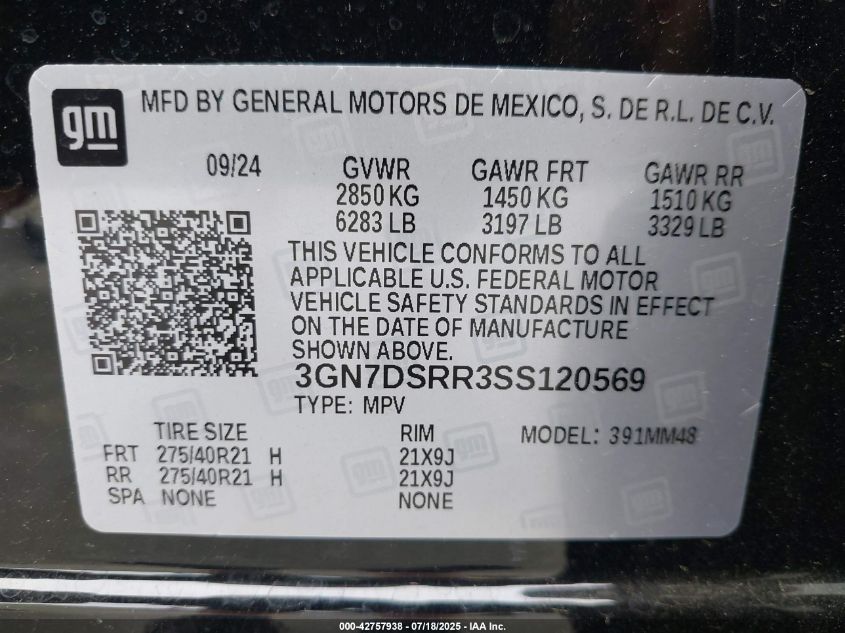 gm
MFD BY GENERAL MOTORS DE MEXICO, S. DE R.L. DE C.V.
09/24 GVWR GAWR FRT GAWR RR
2850 KG 1450 KG 1510 KG
6283 LB 3197 LB 3329 LB
THIS VEHICLE CONFORMS TO ALL
APPLICABLE U.S. FEDERAL MOTOR
VEHICLE SAFETY STANDARDS IN EFFECT
ON THE DATE OF MANUFACTURE
SHOWN ABOVE.
3GN7DSRR3SS120569
TYPE: MPV
TIRE SIZE RIM MODEL: 391MM48
FRT 275/40R21 H 21X9J
RR 275/40R21 H 21X9J
SPA NONE NONE
000-42757938 - 07/18/2025 - IAA Inc.